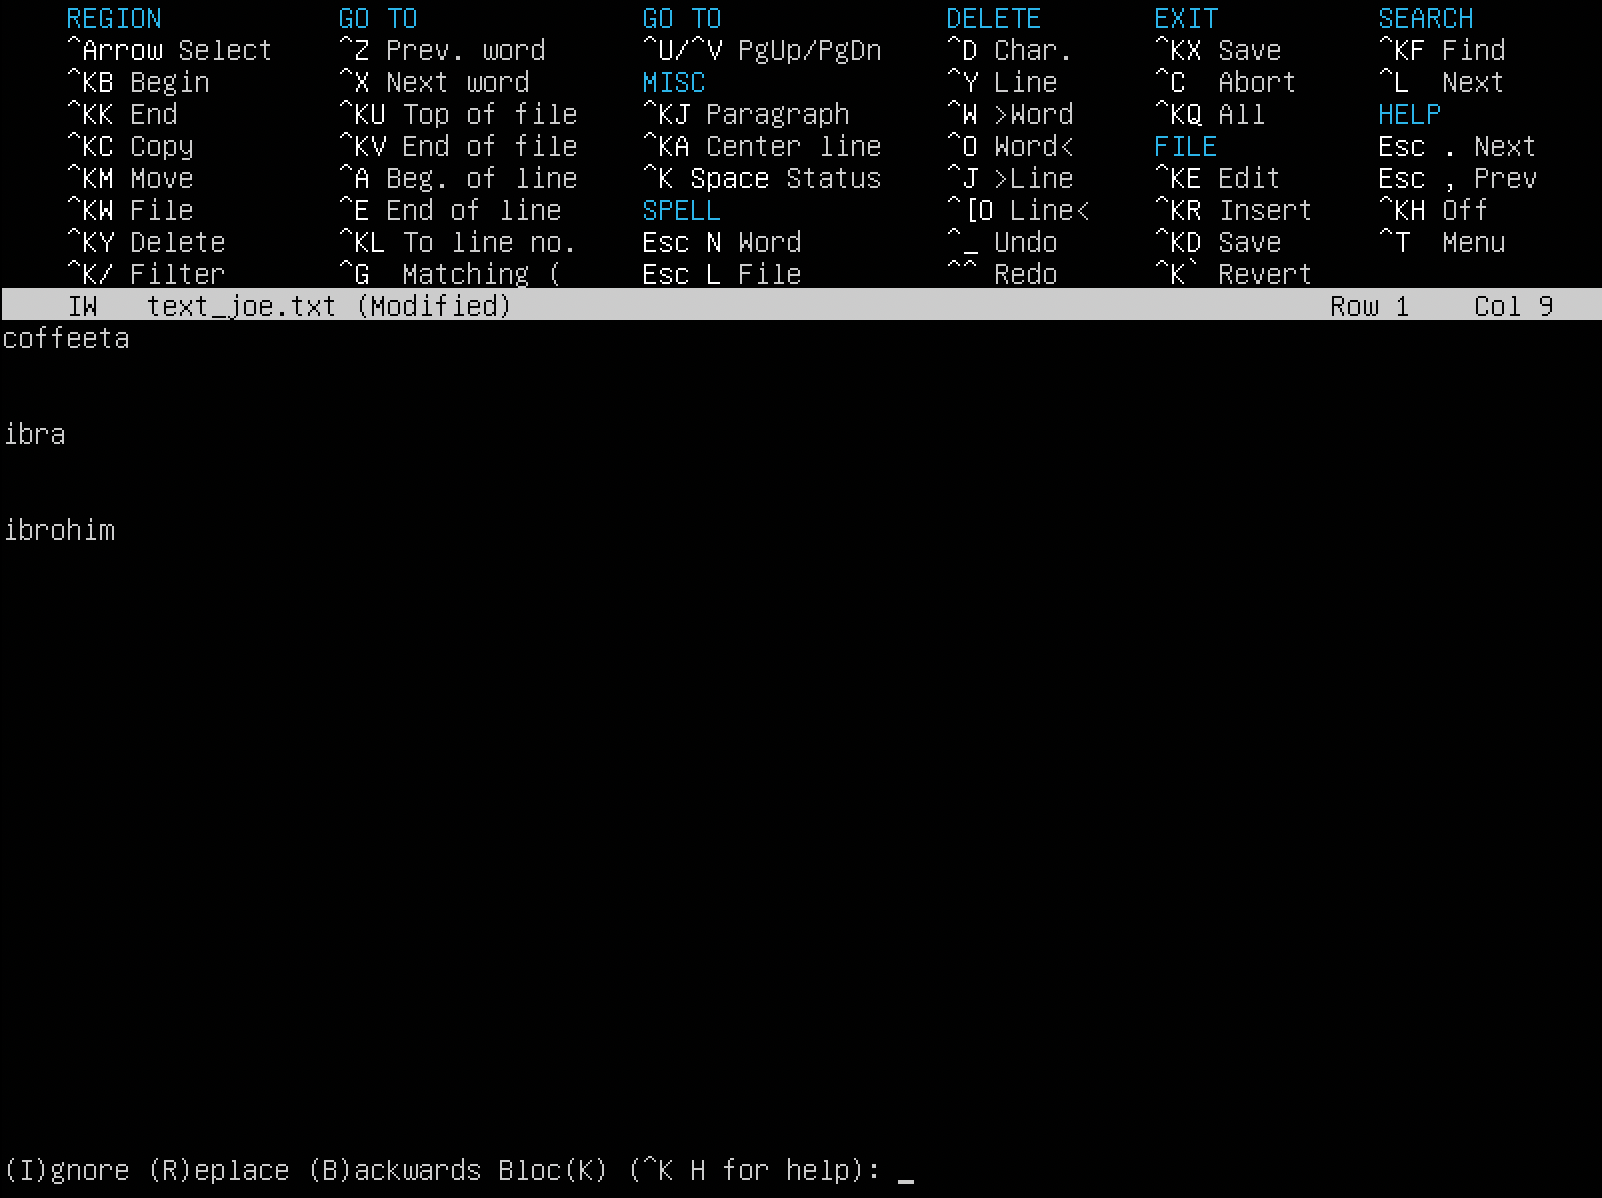 REGION GO TO GO TO DELETE EXIT SEARCH
^Arrow Select ^Z Prev. word ^U/^V PgUp/PgDn ^D Char. ^KX Save ^KF Find
^KB Begin ^X Next word MISC ^Y Line ^C Abort ^L Next
^KK End ^KU Top of file ^KJ Paragraph ^W >Word ^KQ All HELP
^KC Copy ^KV End of file ^KA Center line ^O Word< FILE Esc . Next
^KM Move ^A Beg. of line ^K Space Status ^J >Line ^KE Edit Esc , Prev
^KW File ^E End of line SPELL ^[O Line< ^KR Insert ^KH Off
^KY Delete ^KL To line no. Esc N Word ^_ Undo ^KD Save ^T Menu
^K/ Filter ^G Matching ( Esc L File ^^ Redo ^K` Revert
IW text_joe.txt (Modified) Row 1 Col 9
coffeeta
ibra
ibrohim
(I)gnore (R)eplace (B)ackwards Bloc(K) (^K H for help): _